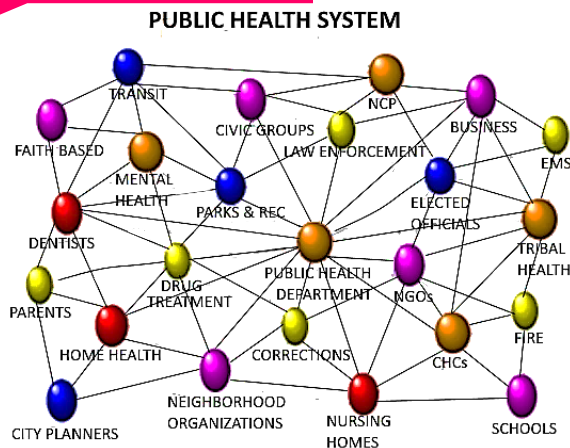 PUBLIC HEALTH SYSTEM
TRANSIT
NCP
CIVIC GROUPS
BUSINESS
FAITH BASED
LAW ENFORCEMENT
EMS
MENTAL
HEALTH
PARKS & REC
ELECTED
OFFICIALS
DENTISTS
TRIBAL
HEALTH
PUBLIC HEALTH
DEPARTMENT
DRUG
TREATMENT
NGOs
PARENTS
HOME HEALTH
CORRECTIONS
CHCs
FIRE
NEIGHBORHOOD
ORGANIZATIONS
CITY PLANNERS
NURSING
HOMES
SCHOOLS